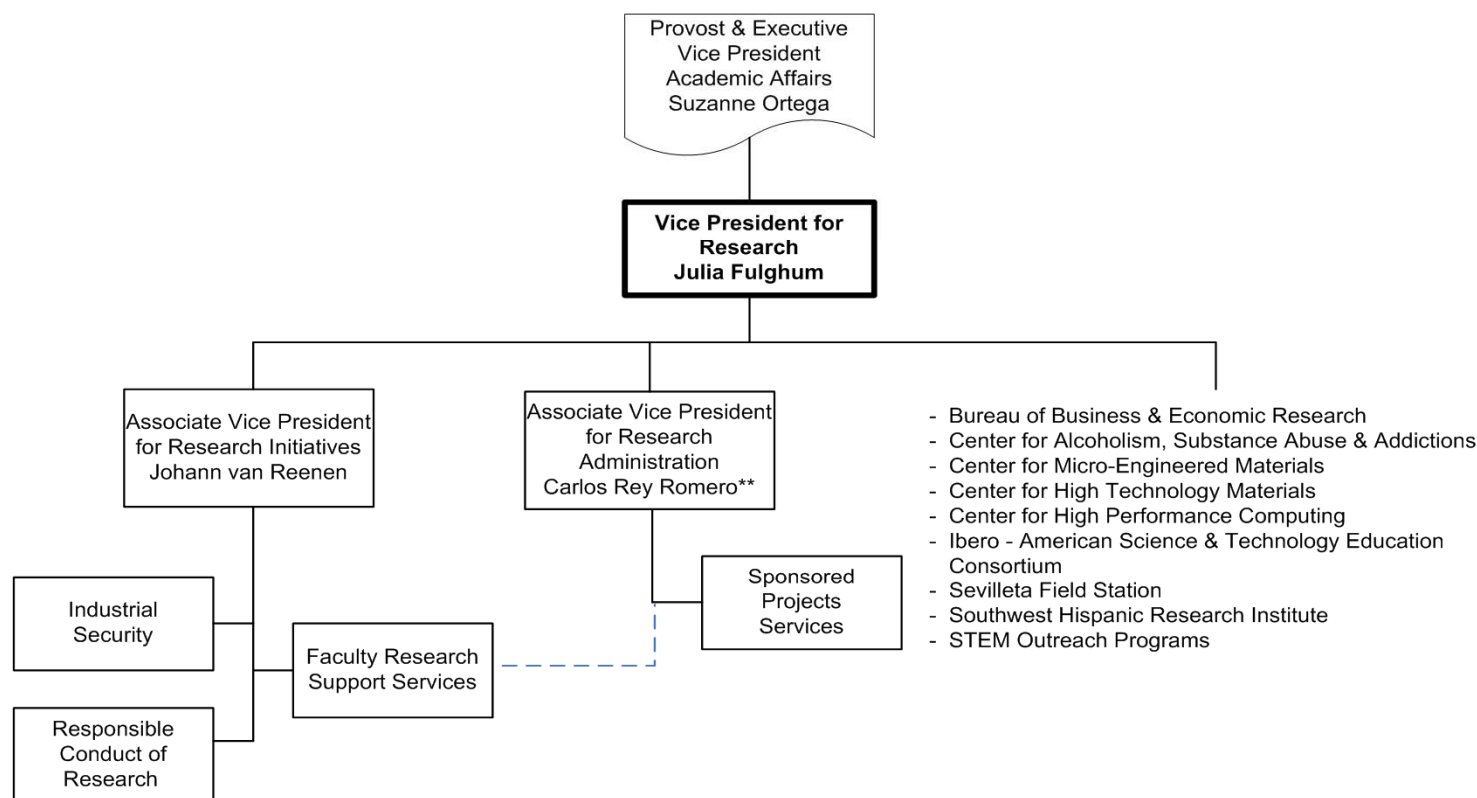 Provost & Executive
Vice President
Academic Affairs
Suzanne Ortega
Vice President for
Research
Julia Fulghum
Associate Vice President
for Research Initiatives
Johann van Reenen
Industrial
Security
Faculty Research
Support Services
Responsible
Conduct of
Research
Associate Vice President
for Research
Administration
Carlos Rey Romero**
Sponsored
Projects
Services
- Bureau of Business & Economic Research
- Center for Alcoholism, Substance Abuse & Addictions
- Center for Micro-Engineered Materials
- Center for High Technology Materials
- Center for High Performance Computing
- Ibero - American Science & Technology Education
Consortium
- Sevilleta Field Station
- Southwest Hispanic Research Institute
- STEM Outreach Programs